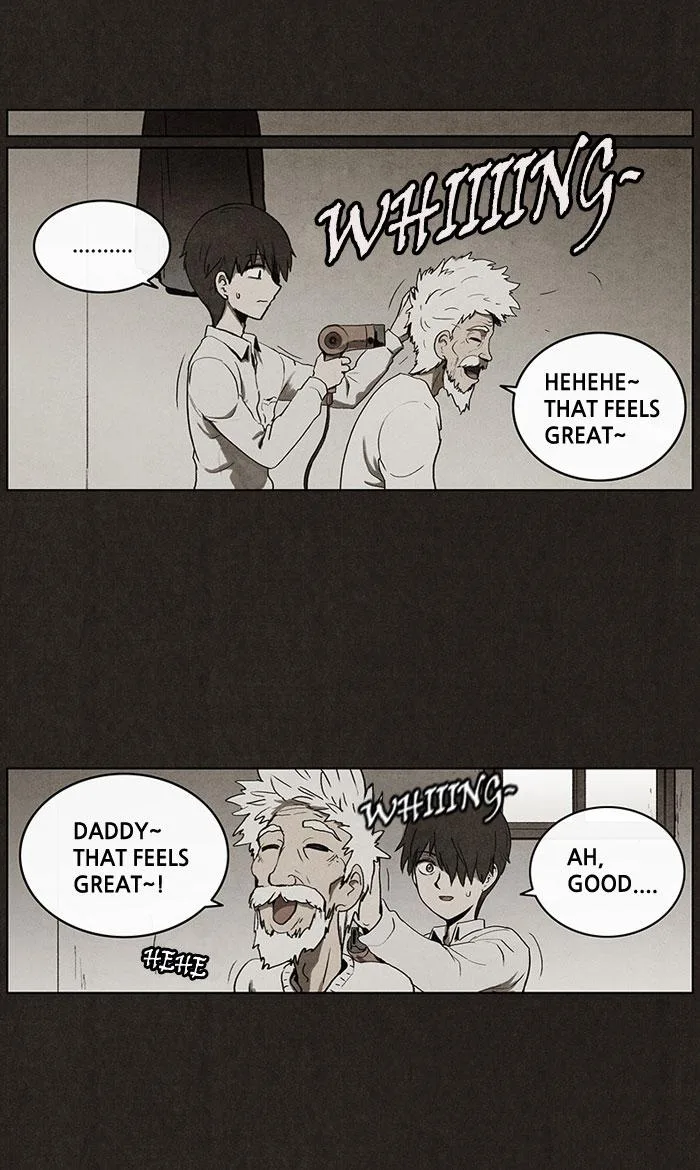 ..........
WHIIIING~
HEHEHE~
THAT FEELS
GREAT~
DADDY~
THAT FEELS
GREAT~!
HEHE
WHIIING~
AH,
GOOD....